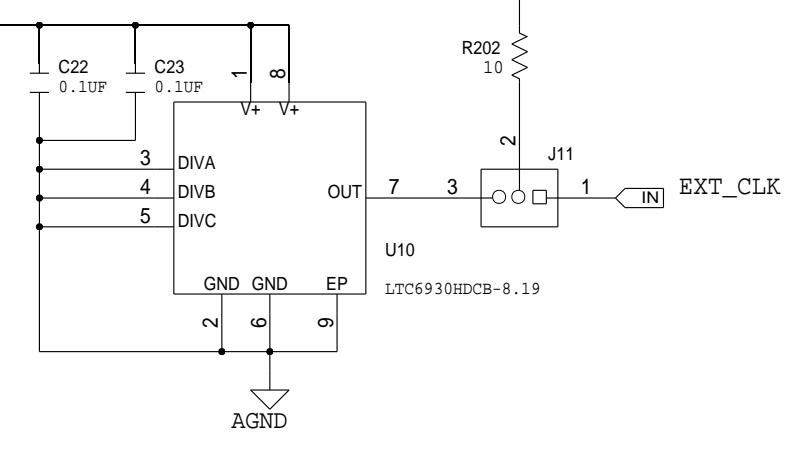 R202
10
C22
0.1UF
C23
0.1UF
1
8
V+
V+
2
J11
3
DIVA
4
DIVB
5
DIVC
OUT
7
3
1
IN
EXT_CLK
U10
LTC6930HDCB-8.19
GND
GND
EP
2
6
9
AGND